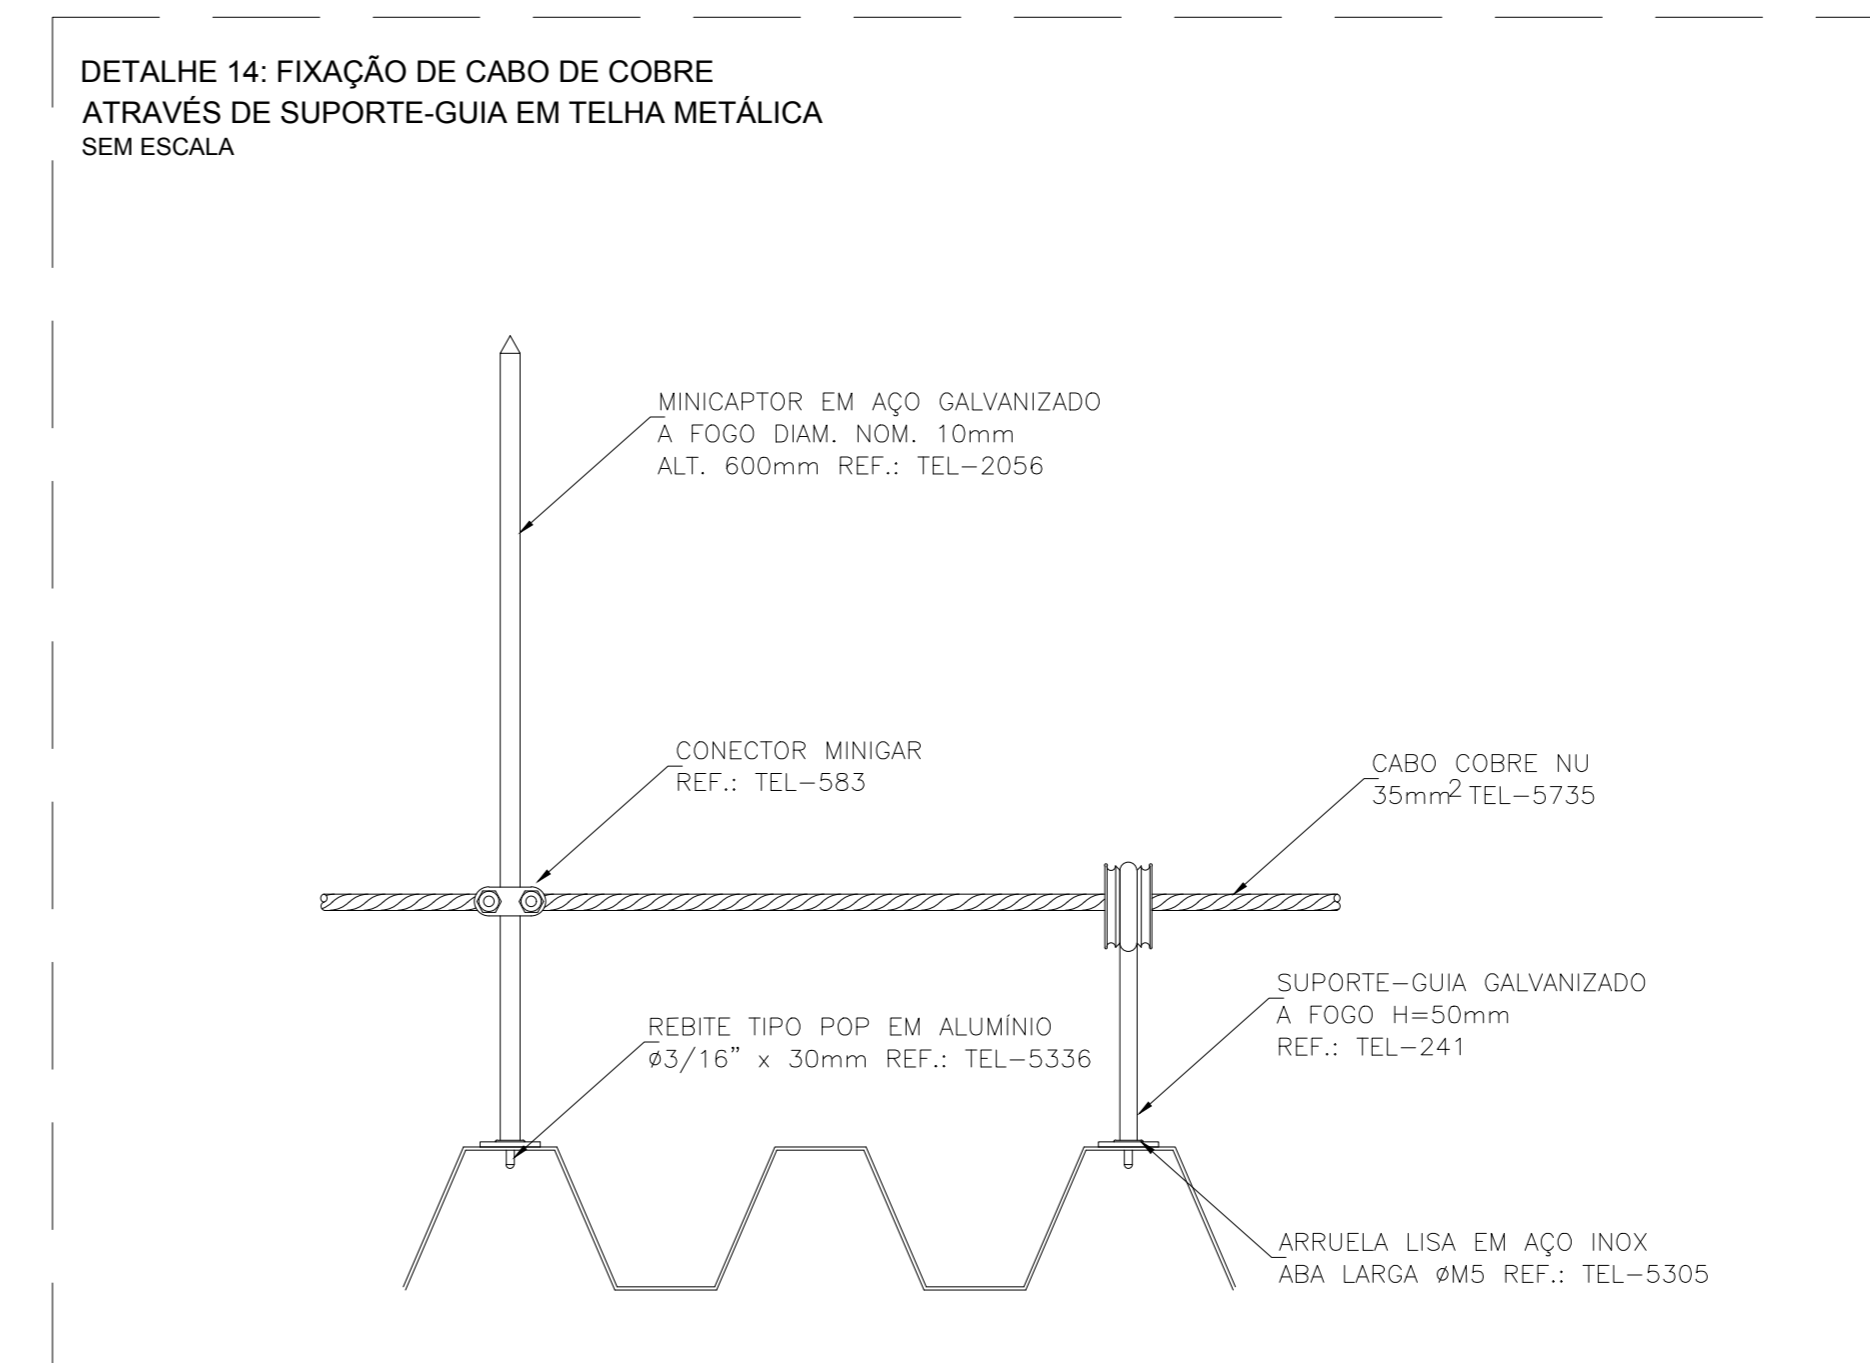 DETALHE 14: FIXAÇÃO DE CABO DE COBRE
ATRAVÉS DE SUPORTE-GUIA EM TELHA METÁLICA
SEM ESCALA
MINICAPTOR EM AÇO GALVANIZADO
A FOGO DIAM. NOM. 10mm
ALT. 600mm REF.: TEL-2056
CONECTOR MINIGAR
REF.: TEL-583
CABO COBRE NU
35mm² TEL-5735
SUPORTE-GUIA GALVANIZADO
A FOGO H=50mm
REF.: TEL-241
REBITE TIPO POP EM ALUMÍNIO
ø3/16" x 30mm REF.: TEL-5336
ARRUELA LISA EM AÇO INOX
ABA LARGA øM5 REF.: TEL-5305